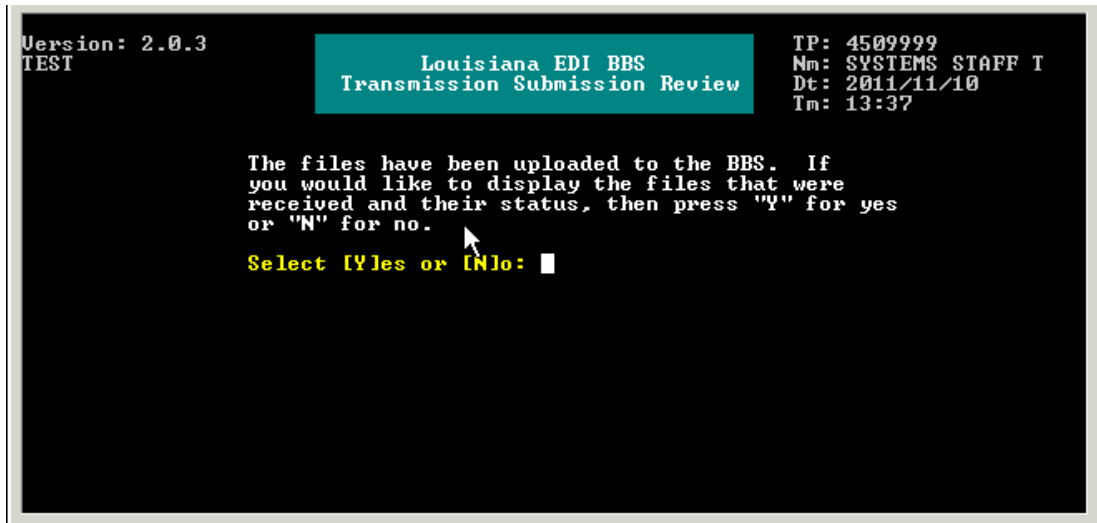 Version: 2.0.3
TEST
Louisiana EDI BBS
Transmission Submission Review
TP: 4509999
Nm: SYSTEMS STAFF T
Dt: 2011/11/10
Tm: 13:37
The files have been uploaded to the BBS.  If
you would like to display the files that were
received and their status, then press "Y" for yes
or "N" for no.
Select [Y]es or [N]o: